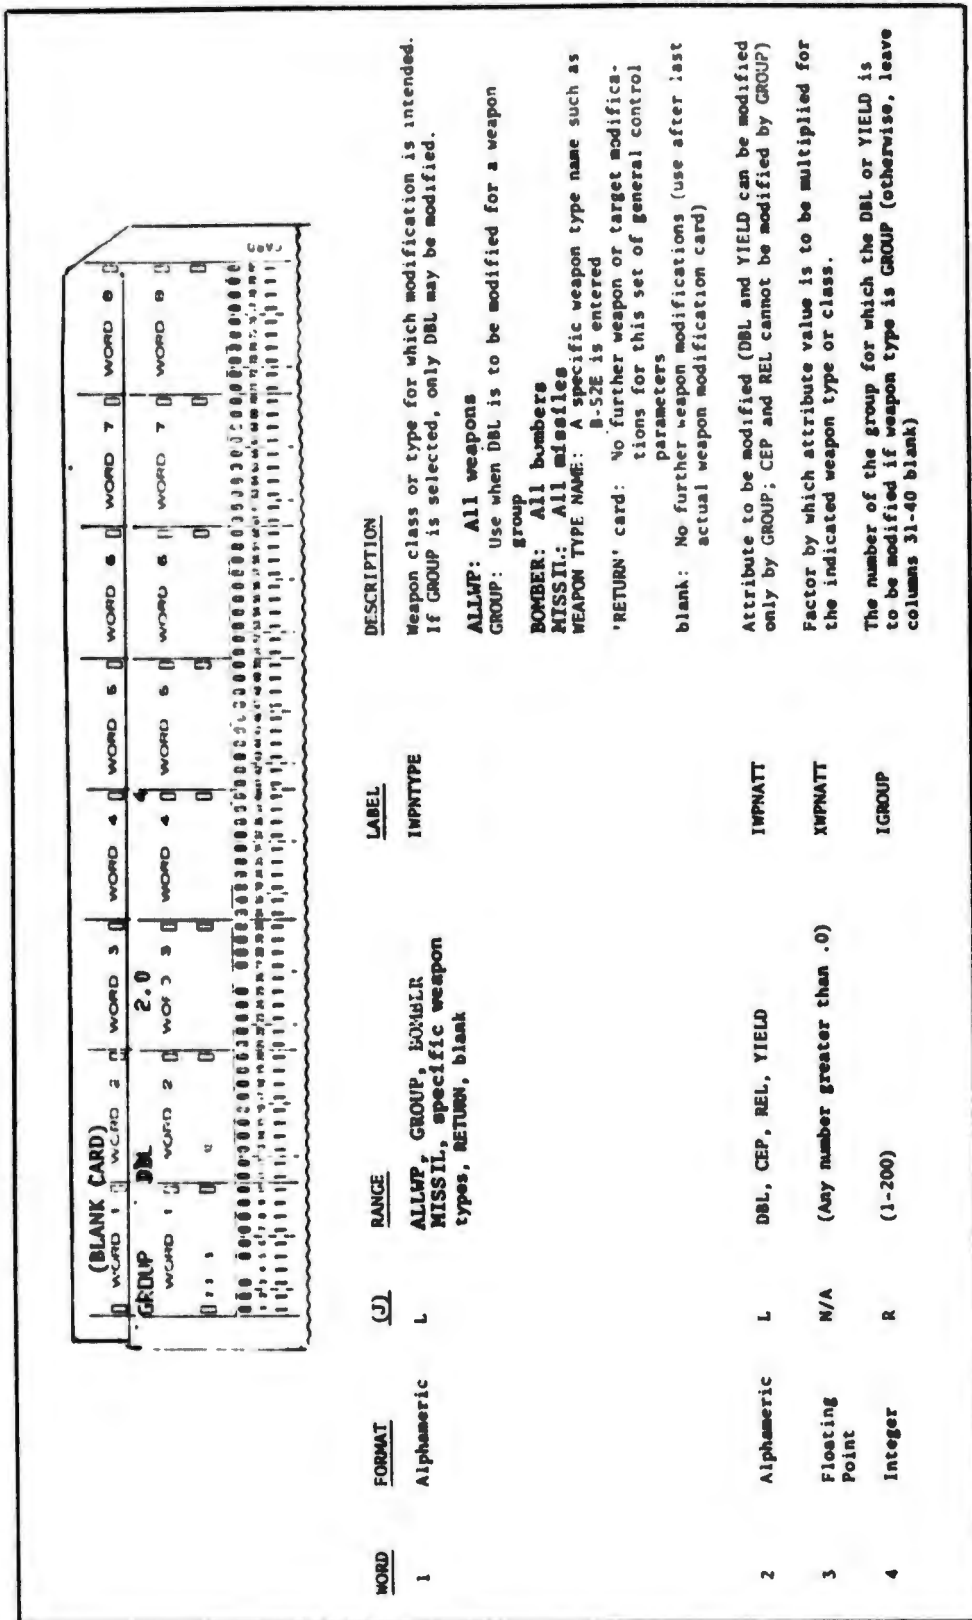 (BLANK CARD)
WORD 1 WORD 2 WORD 3 WORD 4 WORD 5 WORD 6 WORD 7 WORD 8
GROUP DBL 2.0 4
WORD 1 WORD 2 WORD 3 WORD 4 WORD 5 WORD 6 WORD 7 WORD 8
CARD
WORD FORMAT (J) RANGE LABEL DESCRIPTION
1 Alphameric L ALLWP, GROUP, BOMBER IWPNTYPE Weapon class or type for which modification is intended.
MISSIL, specific weapon If GROUP is selected, only DBL may be modified.
types, RETURN, blank
ALLWP: All weapons
GROUP: Use when DBL is to be modified for a weapon
group
BOMBER: All bombers
MISSIL: All missiles
WEAPON TYPE NAME: A specific weapon type name such as
B-52E is entered
'RETURN' card: No further weapon or target modifica-
tions for this set of general control
parameters
blank: No further weapon modifications (use after last
actual weapon modification card)
2 Alphameric L DBL, CEP, REL, YIELD IWPNATT Attribute to be modified (DBL and YIELD can be modified
only by GROUP; CEP and REL cannot be modified by GROUP)
3 Floating N/A (Any number greater than .0) XWPNATT Factor by which attribute value is to be multiplied for
Point the indicated weapon type or class.
4 Integer R (1-200) IGROUP The number of the group for which the DBL or YIELD is
to be modified if weapon type is GROUP (otherwise, leave
columns 31-40 blank)